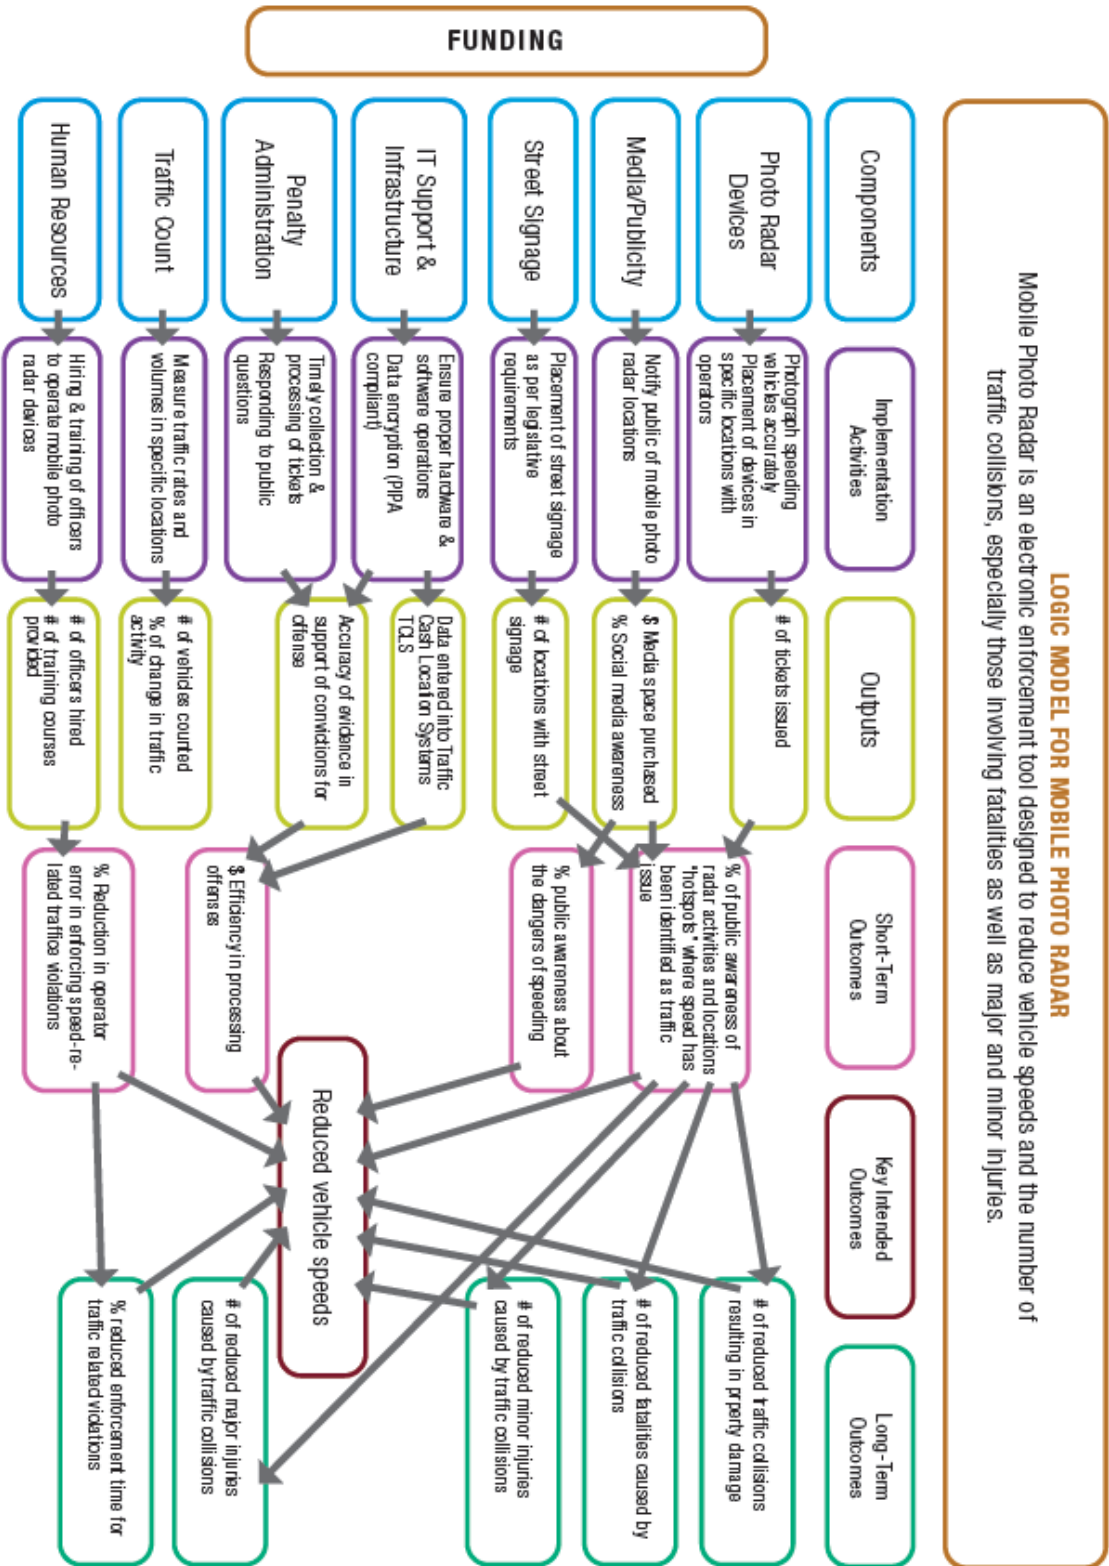 LOGIC MODEL FOR MOBILE PHOTO RADAR
Mobile Photo Radar is an electronic enforcement tool designed to reduce vehicle speeds and the number of
traffic collisions, especially those involving fatalities as well as major and minor injuries.
FUNDING
Components
Implementation
Activities
Outputs
Short-Term
Outcomes
Key Intended
Outcomes
Long-Term
Outcomes
Photo Radar
Devices
Photograph speeding
vehicles accurately
Placement of devices in
specific locations with
operators
# of tickets issued
% of public awareness of
radar activities and locations
"hotspots" where speed has
been identified as traffic
issue
# of reduced traffic collisions
resulting in prperty damage
Media/Publicity
Notify public of mobile photo
radar locations
$ Media space purchased
% Social media awareness
# of reduced fatalities caused by
traffic collisions
Street Signage
Placement of street signage
as per legislative
requirements
# of locations with street
signage
% public awareness about
the dangers of speeding
# of reduced minor injuries
caused by traffic collisions
IT Support &
Infrastructure
Ensure proper hardware &
software operations
Data encryption (PIPA
compliant)
Data entered into Traffic
Cash Location Systems
TCLS
Reduced vehicle speeds
Penalty
Administration
Timely collection &
processing of tickets
Responding to public
questions
Accuracy of evidence in
support of convictions for
offense
$ Efficiency in processing
offenses
# of reduced major injuries
caused by traffic collisions
Traffic Count
Measure traffic rates and
volumes in specific locations
# of vehicles counted
% of change in traffic
activity
Human Resources
Hiring & training of officers
to operate mobile photo
radar devices
# of officers hired
# of training courses
provided
% Reduction in operator
error in enforcing speed-re-
lated traffice violations
% reduced enforcement time for
traffic related violations